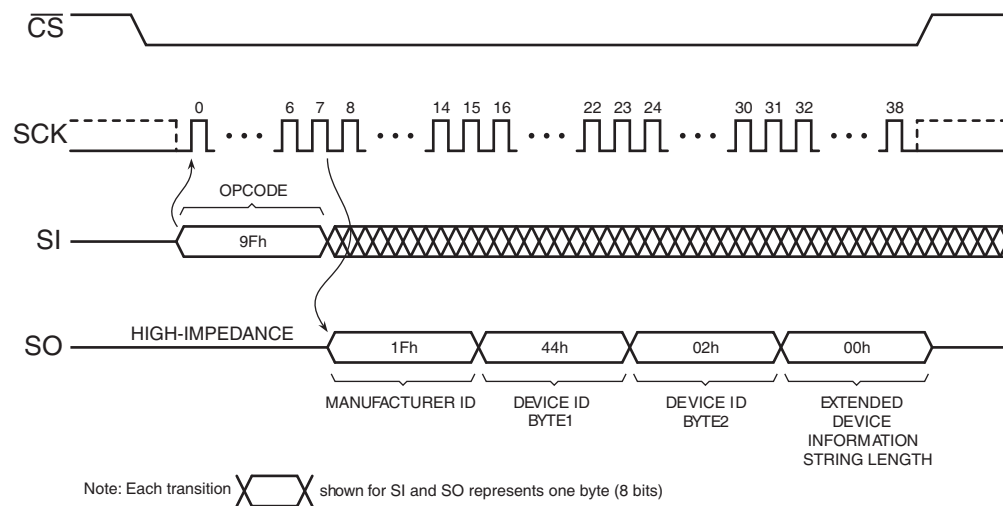 CS
SCK
0 6 7 8 14 15 16 22 23 24 30 31 32 38
OPCODE
SI
9Fh
HIGH-IMPEDANCE
SO
1Fh 44h 02h 00h
MANUFACTURER ID
DEVICE ID
BYTE1
DEVICE ID
BYTE2
EXTENDED
DEVICE
INFORMATION
STRING LENGTH
Note: Each transition shown for SI and SO represents one byte (8 bits)